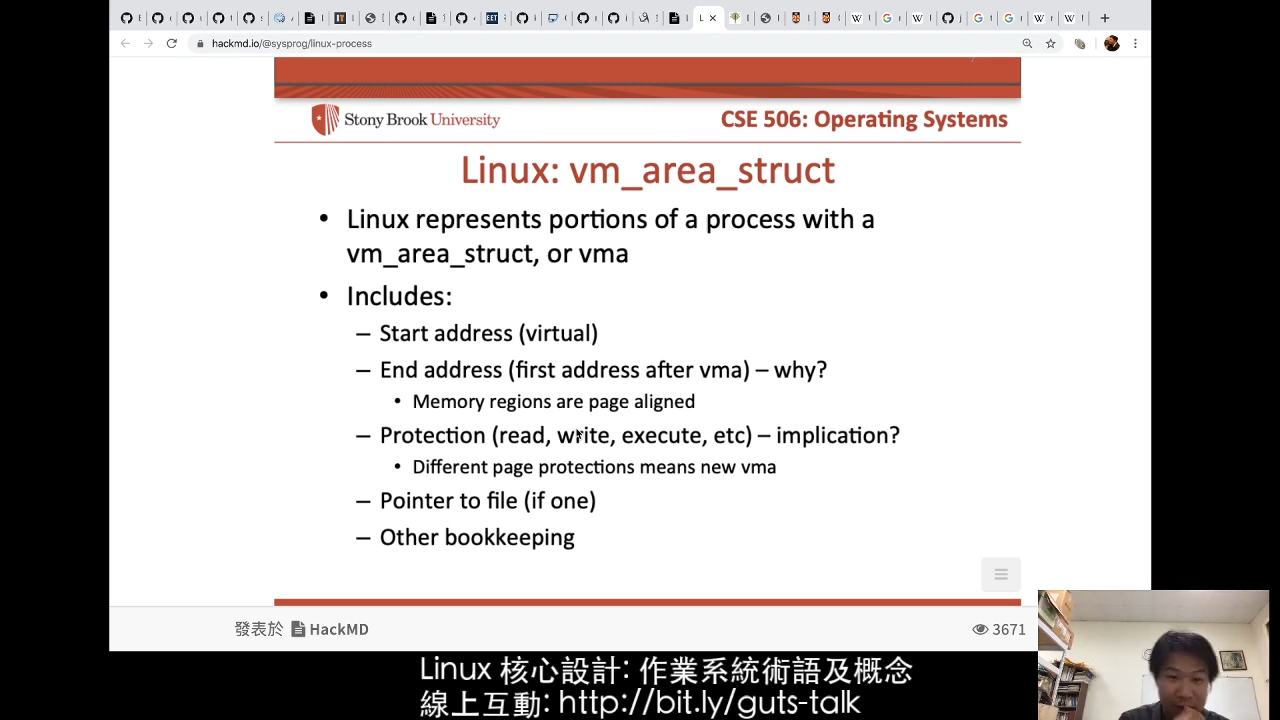 hackmd.io/@sysprog/linux-process
Stony Brook University
CSE 506: Operating Systems
Linux: vm_area_struct
• Linux represents portions of a process with a
vm_area_struct, or vma
• Includes:
– Start address (virtual)
– End address (first address after vma) – why?
• Memory regions are page aligned
– Protection (read, write, execute, etc) – implication?
• Different page protections means new vma
– Pointer to file (if one)
– Other bookkeeping
發表於 HackMD
3671
Linux 核心設計: 作業系統術語及概念
線上互動: http://bit.ly/guts-talk